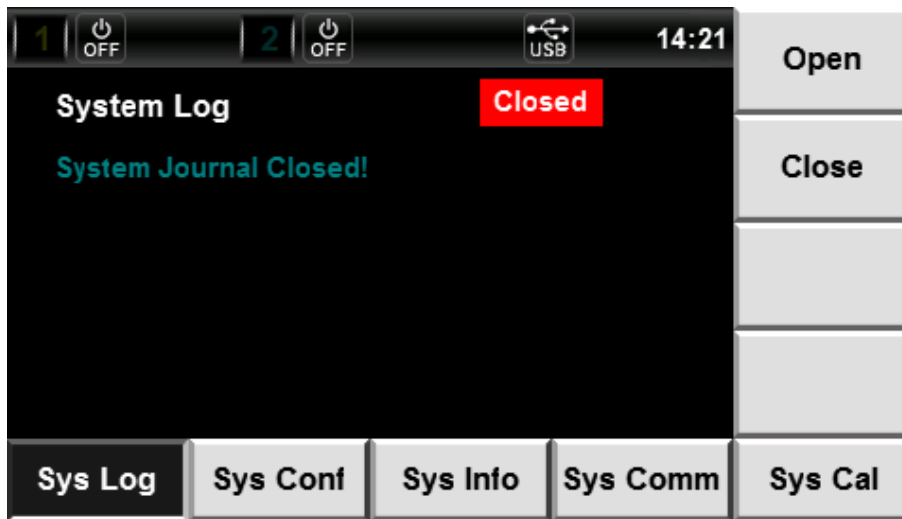 1 OFF 2 OFF USB 14:21
Open
System Log Closed
System Journal Closed!
Close
Sys Log Sys Conf Sys Info Sys Comm Sys Cal